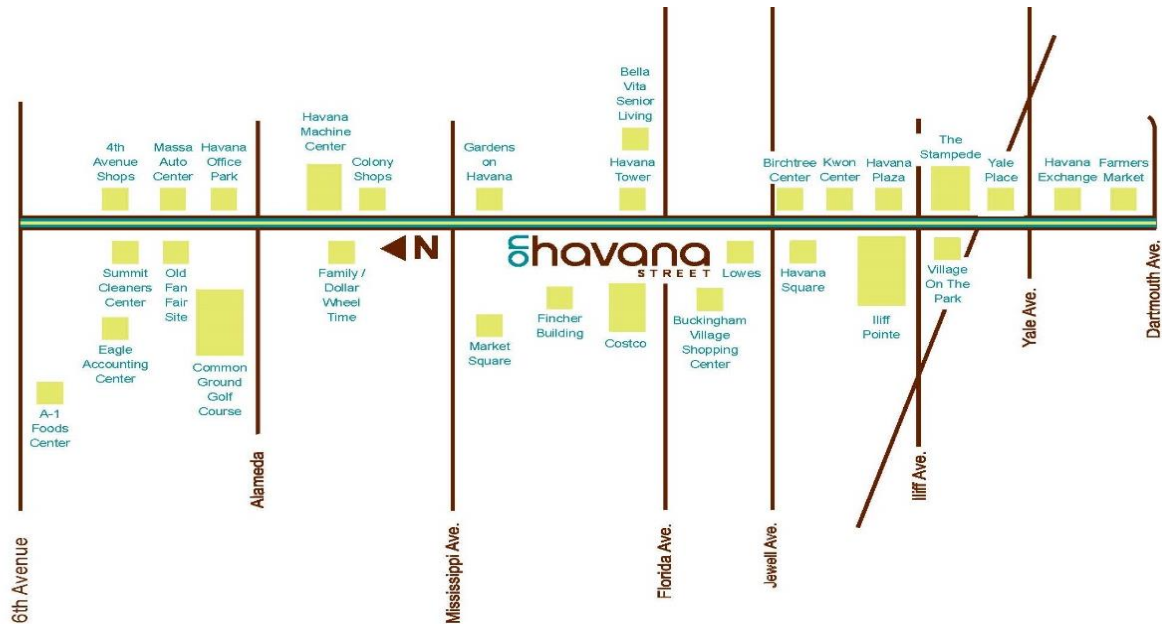 Bella
Vita
Senior
Living
4th
Avenue
Shops
Massa
Auto
Center
Havana
Office
Park
Havana
Machine
Center
Colony
Shops
Gardens
on
Havana
Havana
Tower
Birchtree
Center
Kwon
Center
Havana
Plaza
The
Stampede
Yale
Place
Havana
Exchange
Farmers
Market
Summit
Cleaners
Center
Old
Fan
Fair
Site
Family /
Dollar
Wheel
Time
N
on havana
STREET
Lowes
Havana
Square
Village
On The
Park
Eagle
Accounting
Center
Common
Ground
Golf
Course
Market
Square
Fincher
Building
Costco
Buckingham
Village
Shopping
Center
Iliff
Pointe
A-1
Foods
Center
6th Avenue
Alameda
Mississippi Ave.
Florida Ave.
Jewell Ave.
Iliff Ave.
Yale Ave.
Dartmouth Ave.